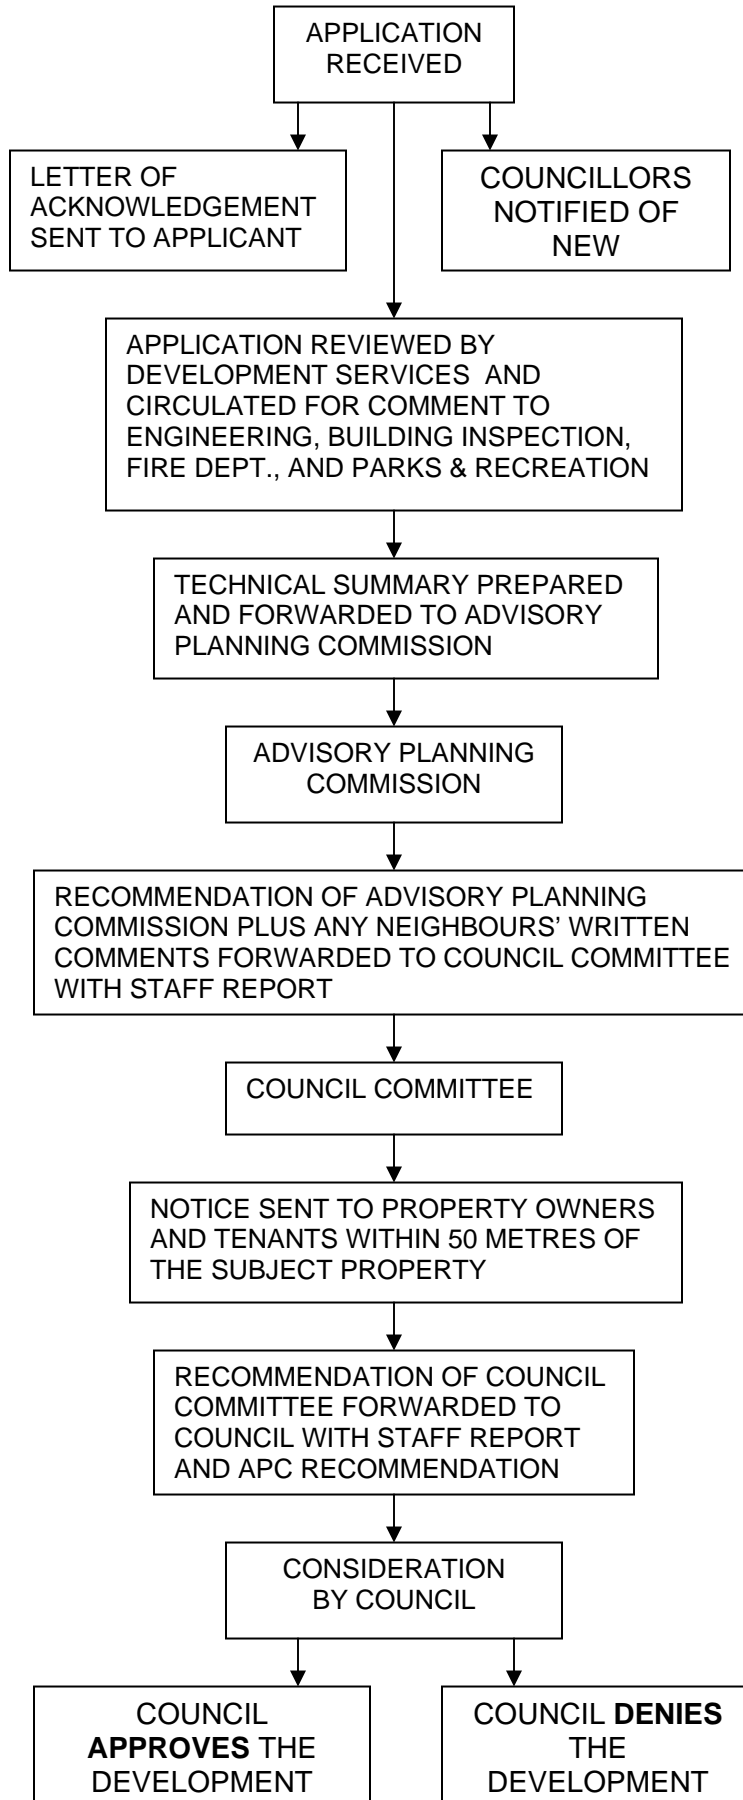 APPLICATION
RECEIVED
LETTER OF
ACKNOWLEDGEMENT
SENT TO APPLICANT
COUNCILLORS
NOTIFIED OF
NEW
APPLICATION REVIEWED BY
DEVELOPMENT SERVICES AND
CIRCULATED FOR COMMENT TO
ENGINEERING, BUILDING INSPECTION,
FIRE DEPT., AND PARKS & RECREATION
TECHNICAL SUMMARY PREPARED
AND FORWARDED TO ADVISORY
PLANNING COMMISSION
ADVISORY PLANNING
COMMISSION
RECOMMENDATION OF ADVISORY PLANNING
COMMISSION PLUS ANY NEIGHBOURS’ WRITTEN
COMMENTS FORWARDED TO COUNCIL COMMITTEE
WITH STAFF REPORT
COUNCIL COMMITTEE
NOTICE SENT TO PROPERTY OWNERS
AND TENANTS WITHIN 50 METRES OF
THE SUBJECT PROPERTY
RECOMMENDATION OF COUNCIL
COMMITTEE FORWARDED TO
COUNCIL WITH STAFF REPORT
AND APC RECOMMENDATION
CONSIDERATION
BY COUNCIL
COUNCIL
APPROVES THE
DEVELOPMENT
COUNCIL DENIES
THE
DEVELOPMENT